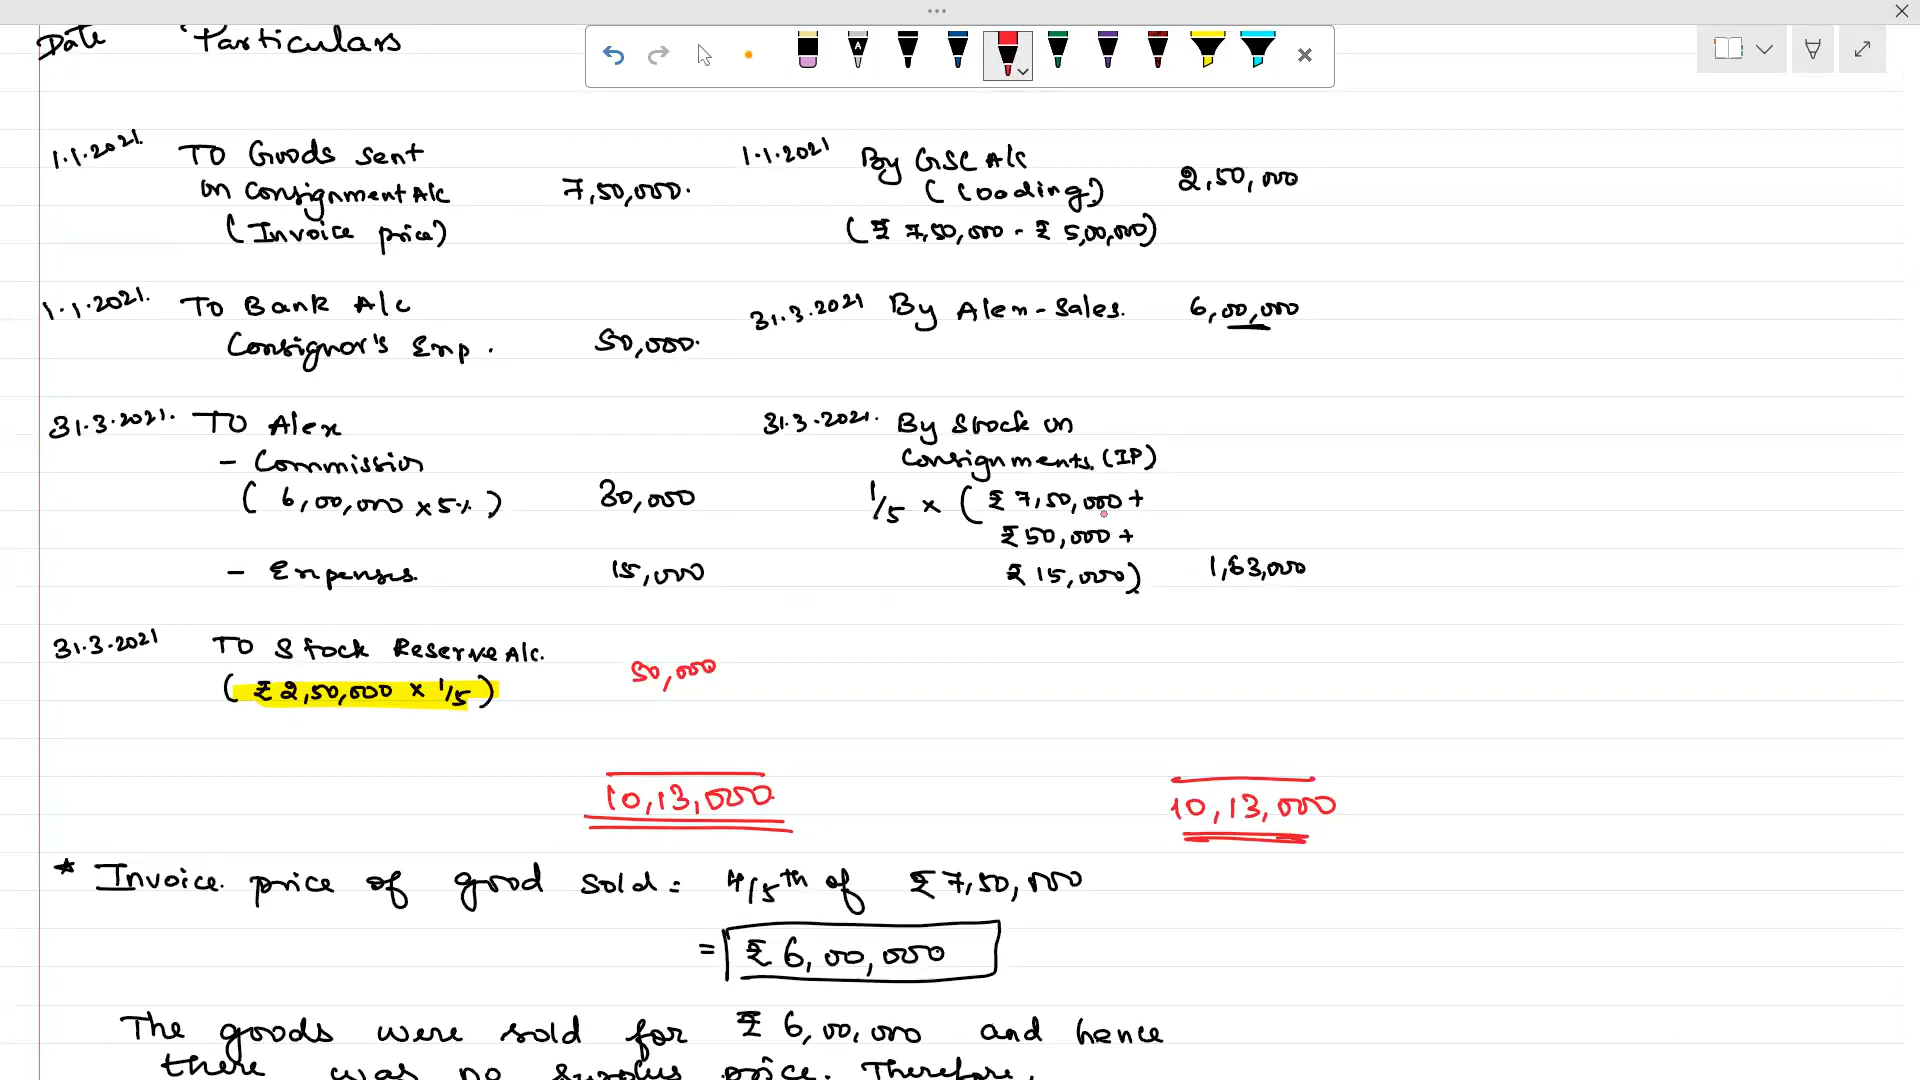 Date Particulars
1.1.2021. TO Goods sent
on Consignment A/c 7,50,000.
(Invoice price)
1.1.2021 By GSC A/c
(Loading) 2,50,000
(₹ 7,50,000 - ₹ 5,00,000)
1.1.2021. TO Bank A/c
Consignor's Exp. 50,000.
31.3.2021 By Alex - Sales. 6,00,000
31.3.2021. TO Alex
- Commission
( 6,00,000 x 5% ) 30,000
- Expenses. 15,000
31.3.2021. By Stock on
Consignments. (IP)
1/5 x ( ₹ 7,50,000 +
₹ 50,000 +
₹ 15,000) 1,63,000
31.3.2021 TO Stock Reserve A/c.
( ₹ 2,50,000 x 1/5 ) 50,000
10,13,000 10,13,000
* Invoice. price of good sold = 4/5th of ₹ 7,50,000
= ₹ 6,00,000
The goods were sold for ₹ 6,00,000 and hence
there was no surplus price. Therefore,